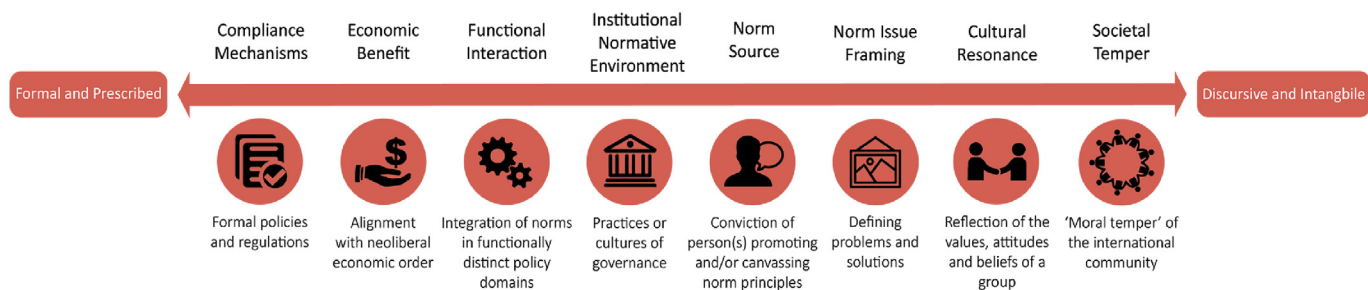 Compliance
Mechanisms
Economic
Benefit
Functional
Interaction
Institutional
Normative
Environment
Norm
Source
Norm Issue
Framing
Cultural
Resonance
Societal
Temper
Formal and Prescribed
Discursive and Intangbile
$
Formal policies
and regulations
Alignment
with neoliberal
economic order
Integration of norms
in functionally
distinct policy
domains
Practices or
cultures of
governance
Conviction of
person(s) promoting
and/or canvassing
norm principles
Defining
problems and
solutions
Reflection of the
values, attitudes
and beliefs of a
group
‘Moral temper’ of
the international
community